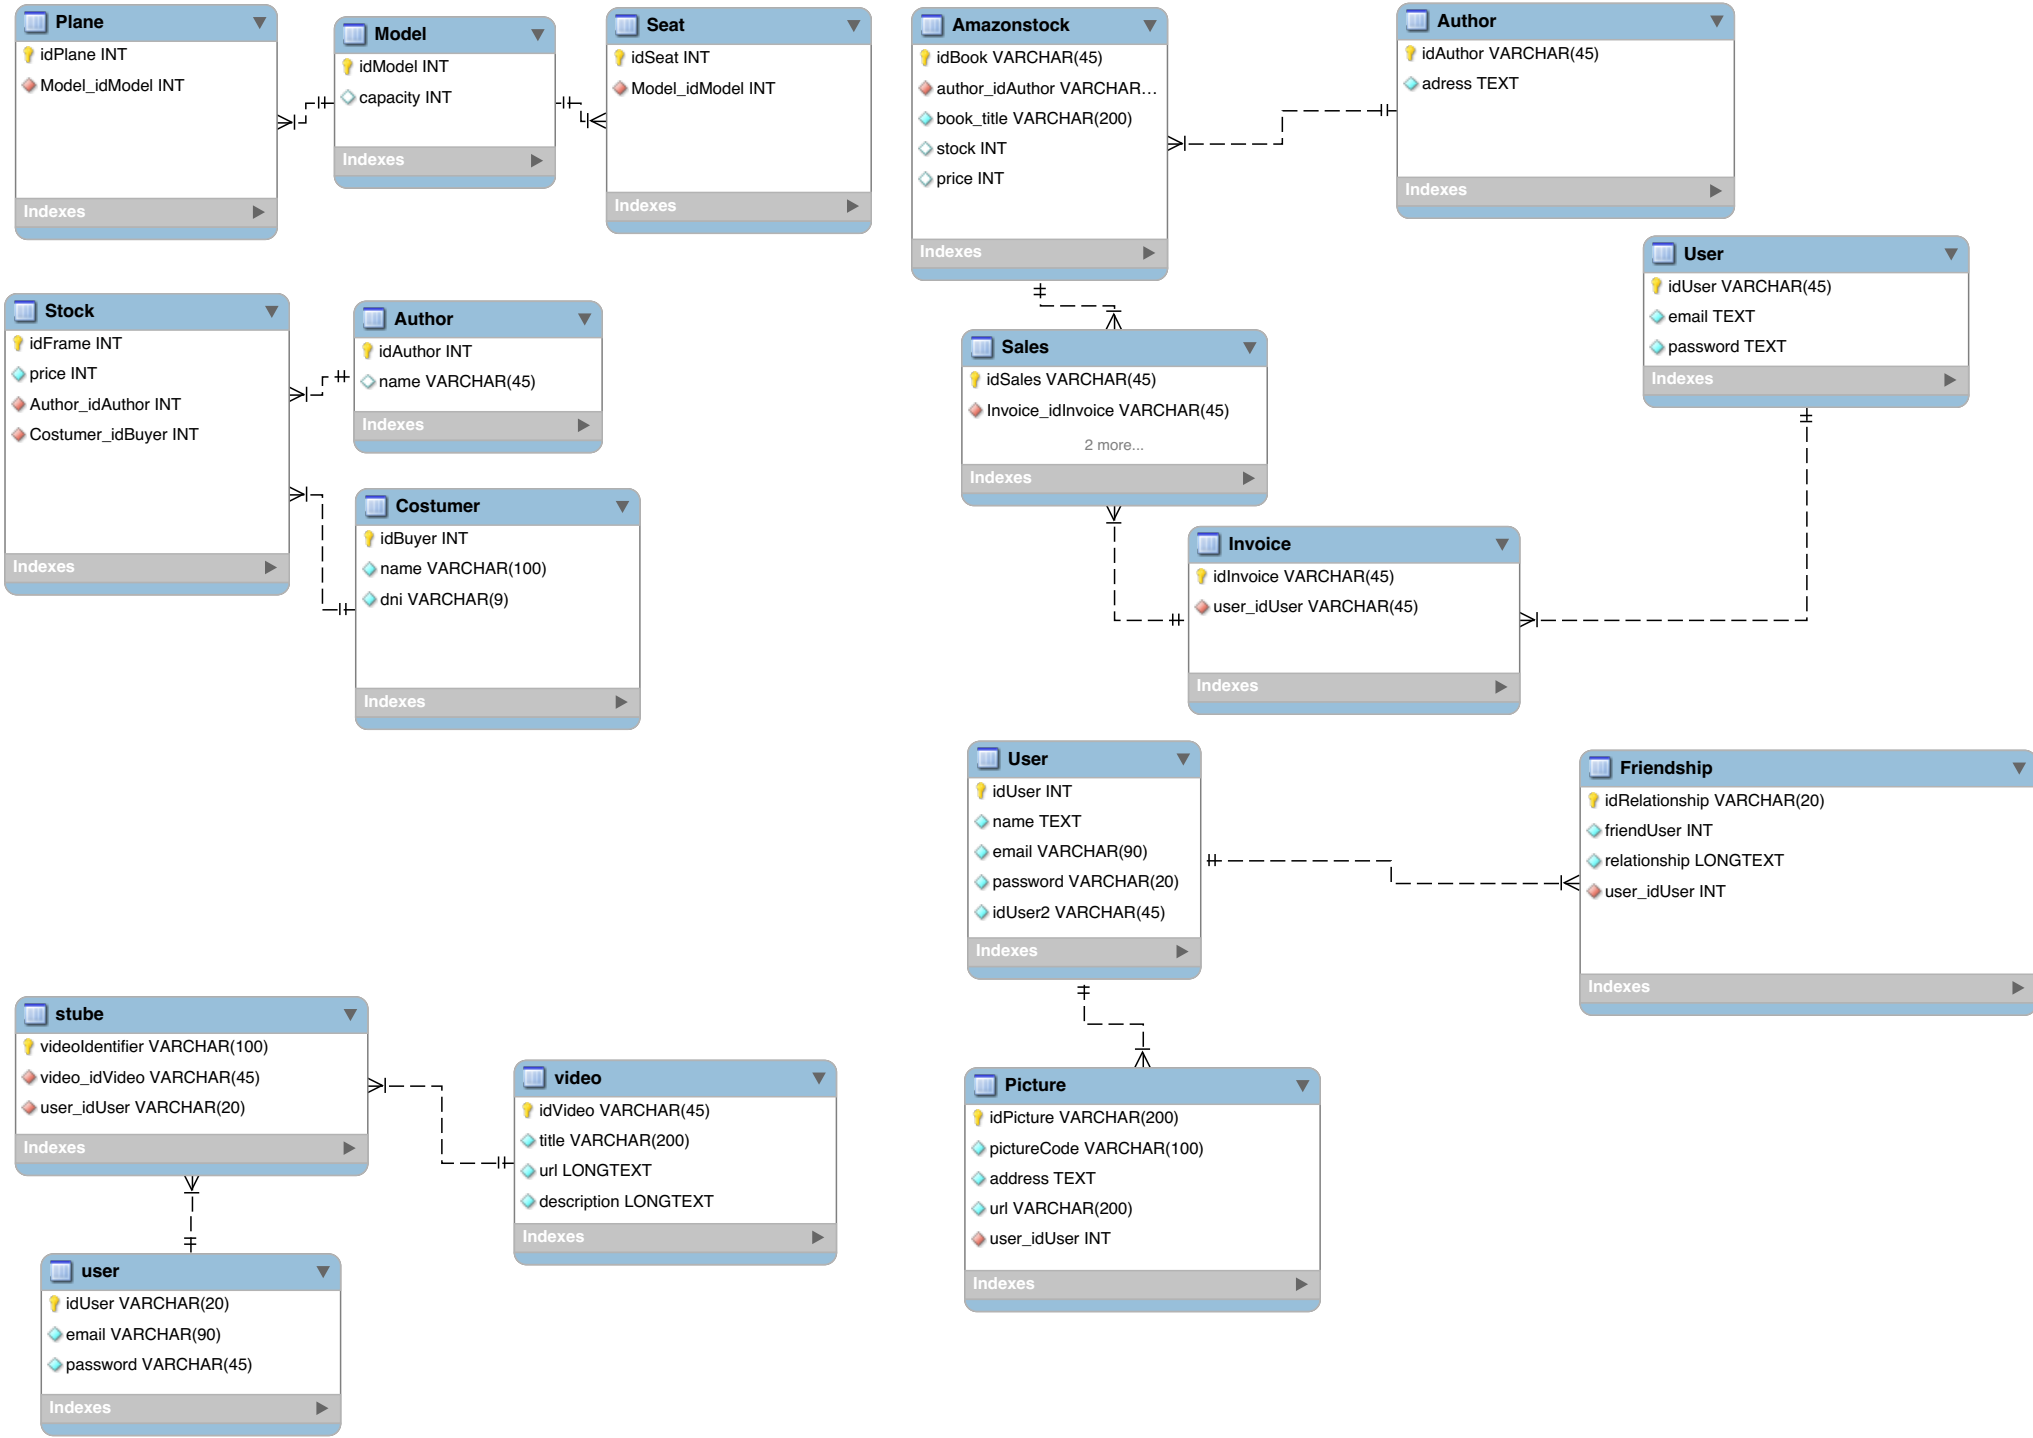 Plane
idPlane INT
Model_idModel INT
Indexes
Model
idModel INT
capacity INT
Indexes
Seat
idSeat INT
Model_idModel INT
Indexes
Amazonstock
idBook VARCHAR(45)
author_idAuthor VARCHAR...
book_title VARCHAR(200)
stock INT
price INT
Indexes
Author
idAuthor VARCHAR(45)
adress TEXT
Indexes
User
idUser VARCHAR(45)
email TEXT
password TEXT
Indexes
Stock
idFrame INT
price INT
Author_idAuthor INT
Costumer_idBuyer INT
Indexes
Author
idAuthor INT
name VARCHAR(45)
Indexes
Costumer
idBuyer INT
name VARCHAR(100)
dni VARCHAR(9)
Indexes
Sales
idSales VARCHAR(45)
Invoice_idInvoice VARCHAR(45)
2 more...
Indexes
Invoice
idInvoice VARCHAR(45)
user_idUser VARCHAR(45)
Indexes
User
idUser INT
name TEXT
email VARCHAR(90)
password VARCHAR(20)
idUser2 VARCHAR(45)
Indexes
Friendship
idRelationship VARCHAR(20)
friendUser INT
relationship LONGTEXT
user_idUser INT
Indexes
stube
videoIdentifier VARCHAR(100)
video_idVideo VARCHAR(45)
user_idUser VARCHAR(20)
Indexes
video
idVideo VARCHAR(45)
title VARCHAR(200)
url LONGTEXT
description LONGTEXT
Indexes
Picture
idPicture VARCHAR(200)
pictureCode VARCHAR(100)
address TEXT
url VARCHAR(200)
user_idUser INT
Indexes
user
idUser VARCHAR(20)
email VARCHAR(90)
password VARCHAR(45)
Indexes